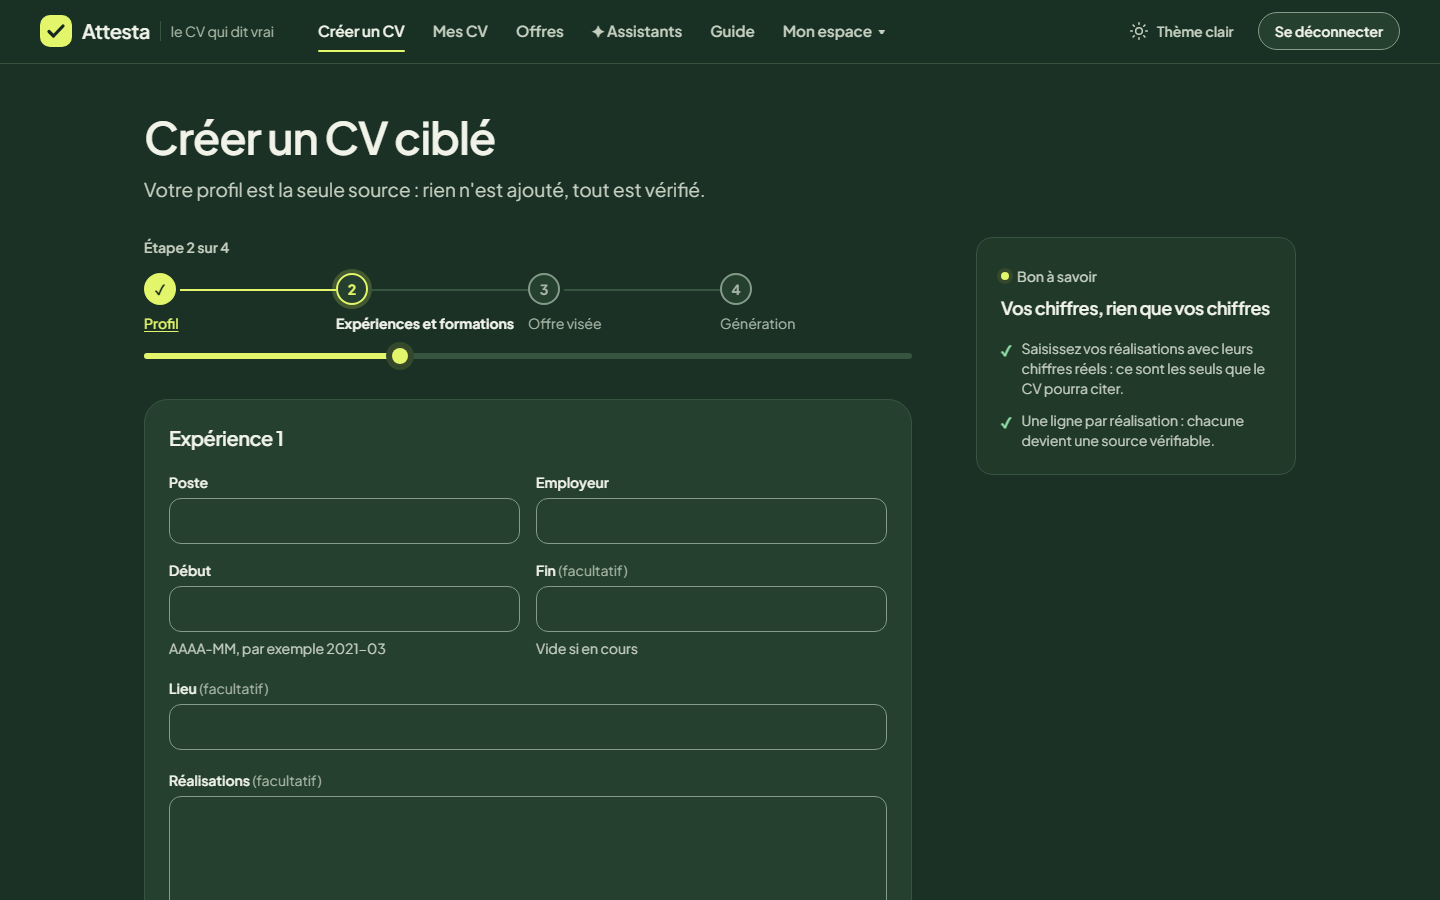 Attesta
le CV qui dit vrai
Créer un CV
Mes CV
Offres
Assistants
Guide
Mon espace
Thème clair
Se déconnecter
Créer un CV ciblé
Votre profil est la seule source : rien n'est ajouté, tout est vérifié.
Étape 2 sur 4
2
3
4
Profil
Expériences et formations
Offre visée
Génération
Bon à savoir
Vos chiffres, rien que vos chiffres
Saisissez vos réalisations avec leurs
chiffres réels : ce sont les seuls que le
CV pourra citer.
Une ligne par réalisation : chacune
devient une source vérifiable.
Expérience 1
Poste
Employeur
Début
Fin (facultatif)
AAAA-MM, par exemple 2021-03
Vide si en cours
Lieu (facultatif)
Réalisations (facultatif)